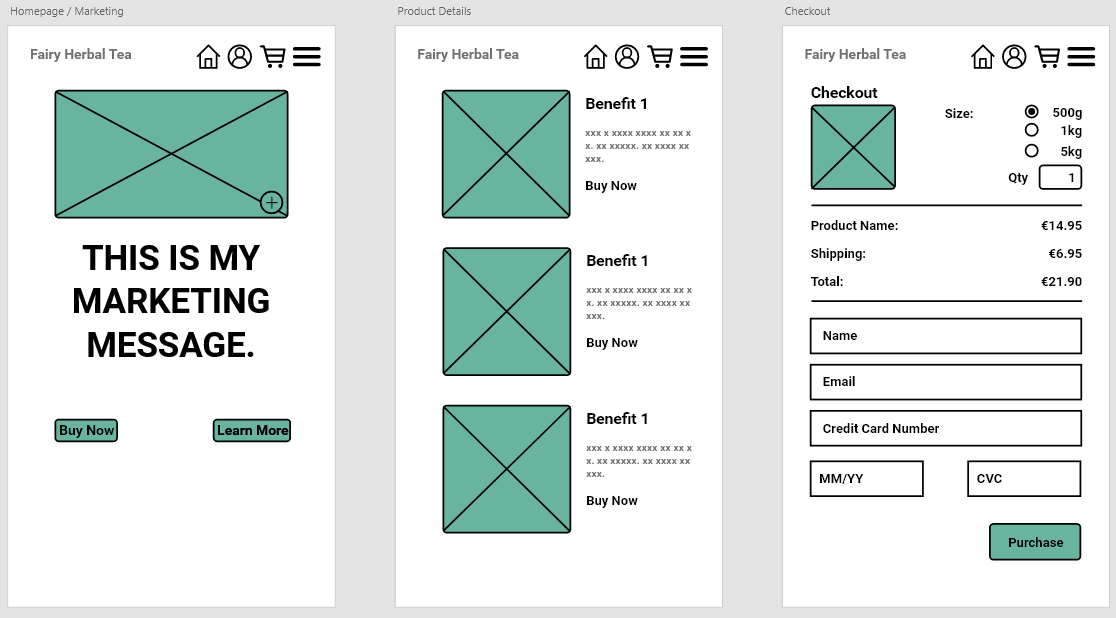 Homepage / Marketing
Fairy Herbal Tea
THIS IS MY
MARKETING
MESSAGE.
Buy Now
Learn More
Product Details
Fairy Herbal Tea
Benefit 1
xxx x xxxx xxxx xx xx x
x. xx xxxxx. xx xxxx xx
xxx.
Buy Now
Benefit 1
xxx x xxxx xxxx xx xx x
x. xx xxxxx. xx xxxx xx
xxx.
Buy Now
Benefit 1
xxx x xxxx xxxx xx xx x
x. xx xxxxx. xx xxxx xx
xxx.
Buy Now
Checkout
Fairy Herbal Tea
Checkout
Size: 500g
1kg
5kg
Qty 1
Product Name: €14.95
Shipping: €6.95
Total: €21.90
Name
Email
Credit Card Number
MM/YY CVC
Purchase